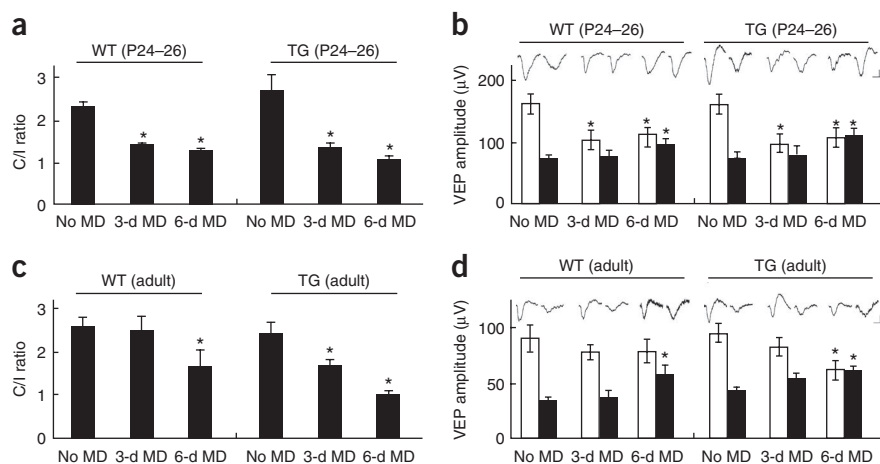 a
WT (P24–26) TG (P24–26)
C/I ratio
3
2
1
0
No MD 3-d MD 6-d MD No MD 3-d MD 6-d MD
* * * *
b
WT (P24–26) TG (P24–26)
VEP amplitude (µV)
200
100
0
No MD 3-d MD 6-d MD No MD 3-d MD 6-d MD
* * * * * *
c
WT (adult) TG (adult)
C/I ratio
3
2
1
0
No MD 3-d MD 6-d MD No MD 3-d MD 6-d MD
* * *
d
WT (adult) TG (adult)
VEP amplitude (µV)
100
50
0
No MD 3-d MD 6-d MD No MD 3-d MD 6-d MD
* * *